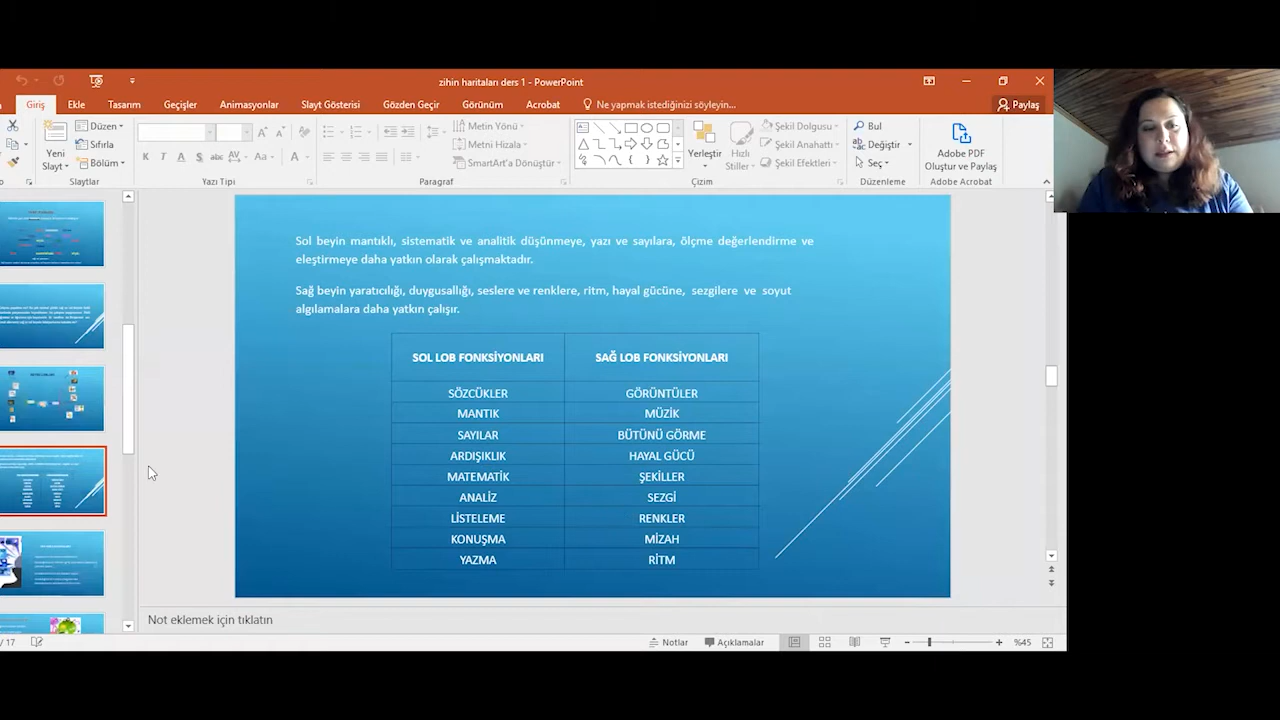 zihin haritaları ders 1 - PowerPoint
Giriş Ekle Tasarım Geçişler Animasyonlar Slayt Gösterisi Gözden Geçir Görünüm Acrobat Ne yapmak istediğinizi söyleyin... Paylaş
Yeni Slayt
Düzen
Sıfırla
Bölüm
Slaytlar
K T A S abc AV Aa A
Yazı Tipi
Metin Yönü
Metni Hizala
SmartArt'a Dönüştür
Paragraf
Yerleştir
Hızlı Stiller
Şekil Dolgusu
Şekil Anahattı
Şekil Efektleri
Çizim
Bul
Değiştir
Seç
Düzenleme
Adobe PDF Oluştur ve Paylaş
Adobe Acrobat
Sol beyin mantıklı, sistematik ve analitik düşünmeye, yazı ve sayılara, ölçme değerlendirme ve
eleştirmeye daha yatkın olarak çalışmaktadır.
Sağ beyin yaratıcılığı, duygusallığı, seslere ve renklere, ritm, hayal gücüne, sezgilere ve soyut
algılamalara daha yatkın çalışır.
SOL LOB FONKSİYONLARI SAĞ LOB FONKSİYONLARI
SÖZCÜKLER GÖRÜNTÜLER
MANTIK MÜZİK
SAYILAR BÜTÜNÜ GÖRME
ARDIŞIKLIK HAYAL GÜCÜ
MATEMATİK ŞEKİLLER
ANALİZ SEZGİ
LİSTELEME RENKLER
KONUŞMA MİZAH
YAZMA RİTM
Not eklemek için tıklatın
/ 17 Notlar Açıklamalar %45